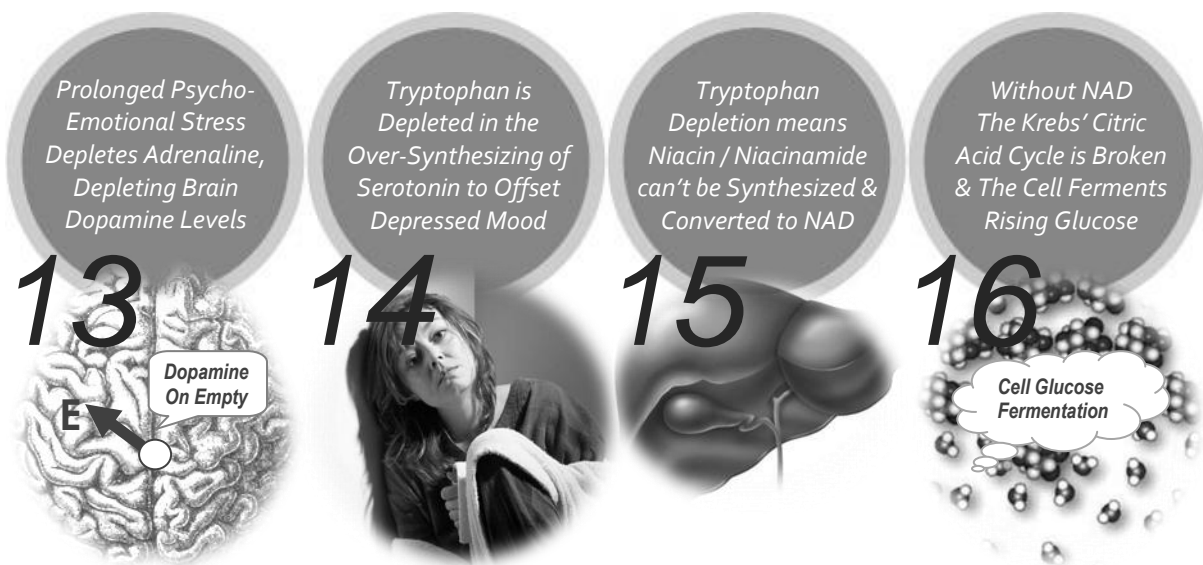 Prolonged Psycho-
Emotional Stress
Depletes Adrenaline,
Depleting Brain
Dopamine Levels
13
Dopamine
On Empty
E
Tryptophan is
Depleted in the
Over-Synthesizing of
Serotonin to Offset
Depressed Mood
14
Tryptophan
Depletion means
Niacin / Niacinamide
can't be Synthesized &
Converted to NAD
15
Without NAD
The Krebs' Citric
Acid Cycle is Broken
& The Cell Ferments
Rising Glucose
16
Cell Glucose
Fermentation